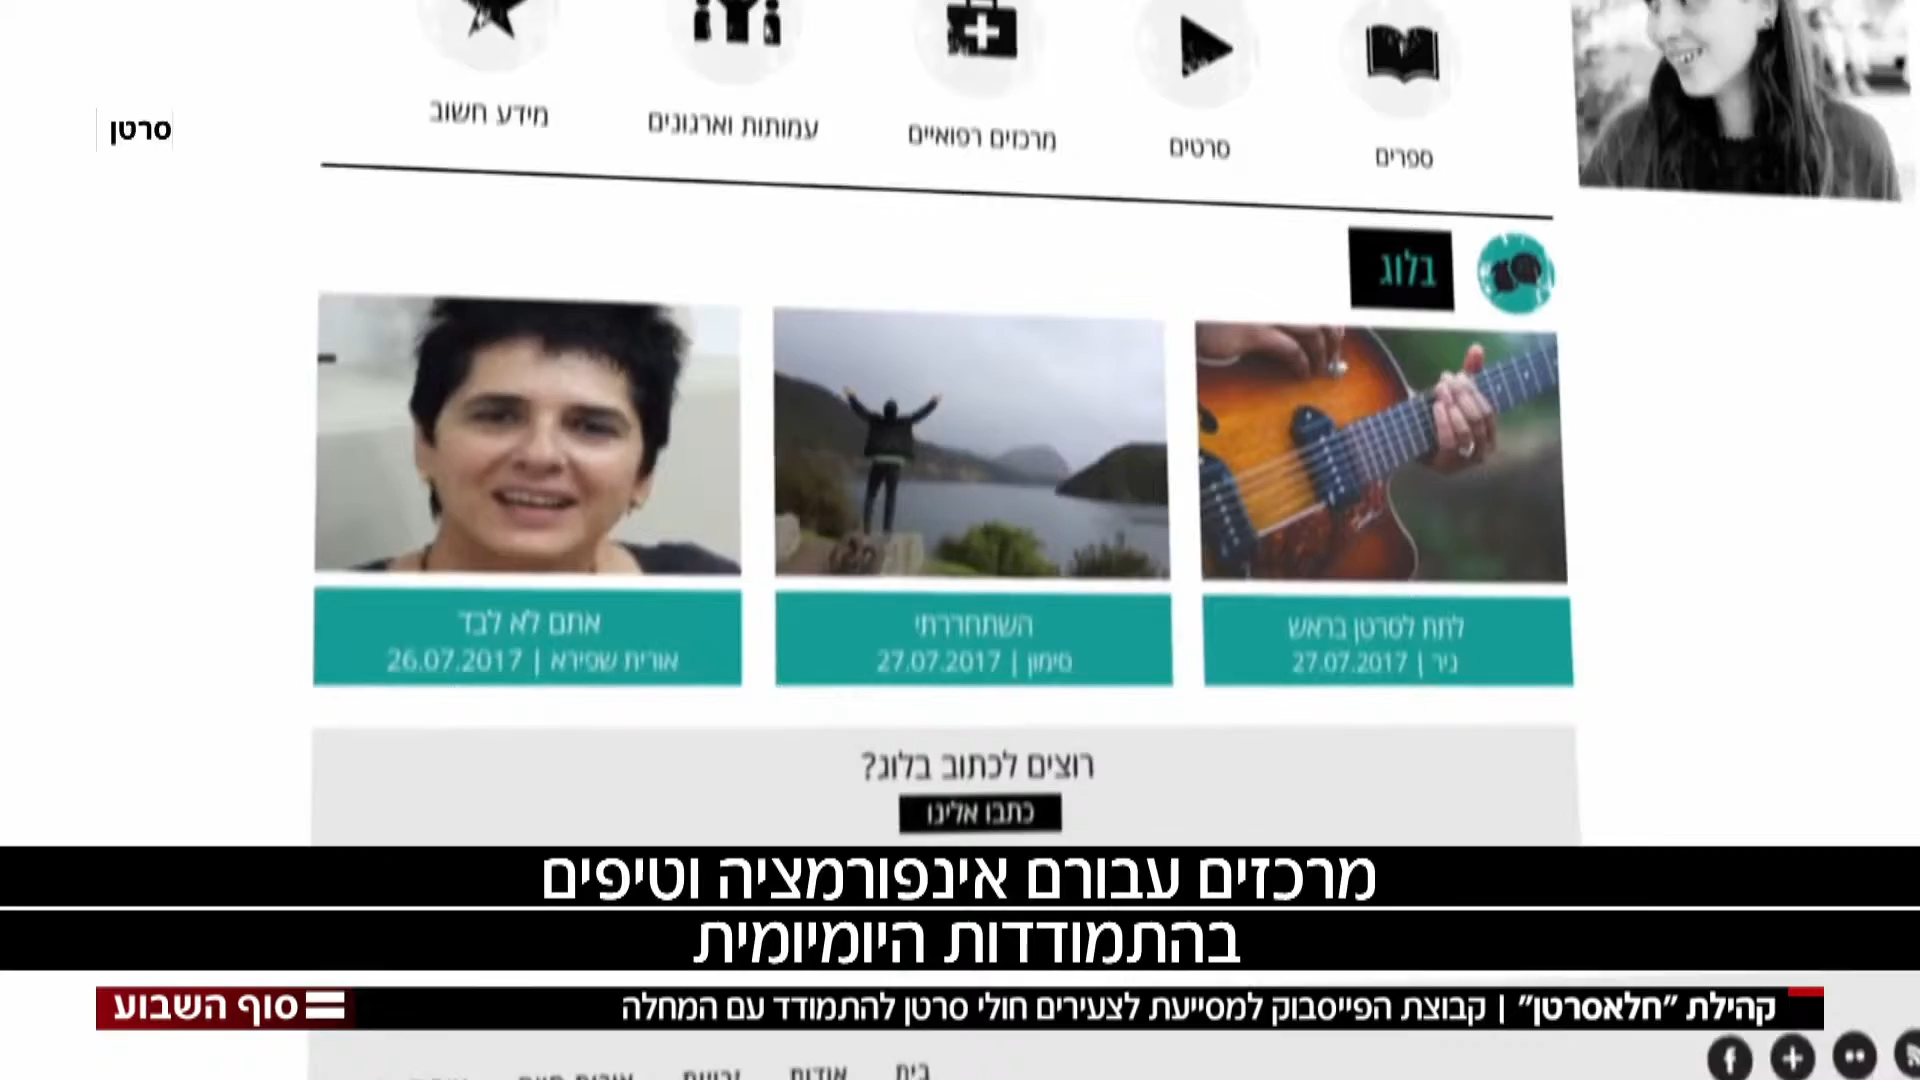 ספרים
סרטים
מרכזים רפואיים
עמותות וארגונים
מידע חשוב
סרטן
בלוג
לתת לסרטן בראש
ניר | 27.07.2017
השתחררתי
סימון | 27.07.2017
אתם לא לבד
אורית שפירא | 26.07.2017
רוצים לכתוב בלוג?
כתבו אלינו
מרכזים עבורם אינפורמציה וטיפים
בהתמודדות היומיומית
קהילת "חלאסרטן" | קבוצת הפייסבוק למסייעת לצעירים חולי סרטן להתמודד עם המחלה
סוף השבוע
בית אודות